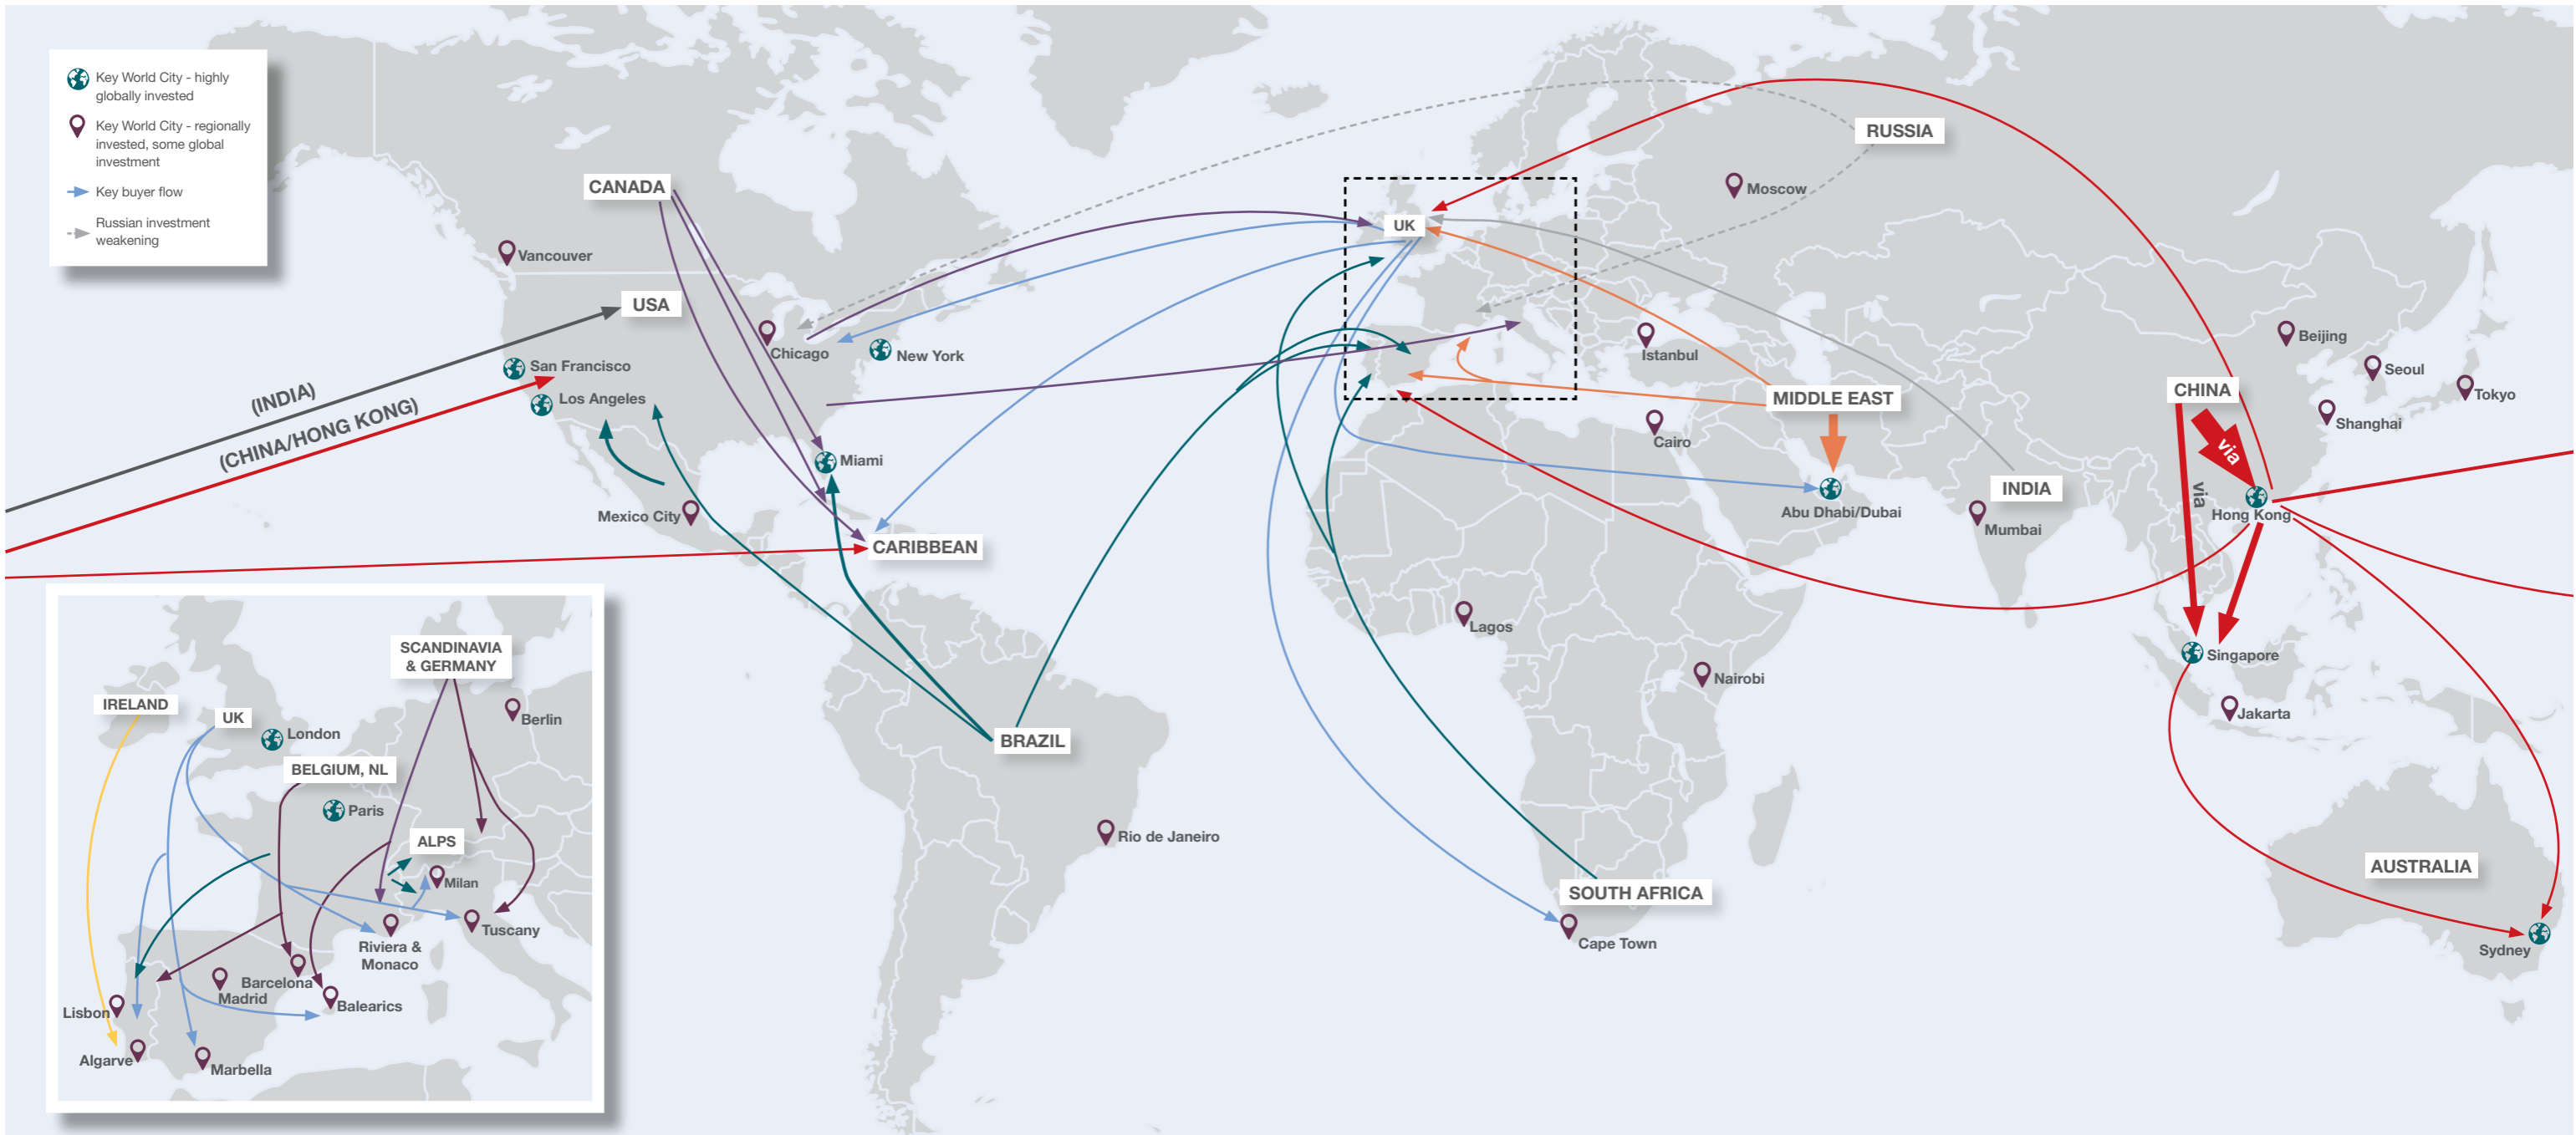 Key World City - highly
globally invested
Key World City - regionally
invested, some global
investment
Key buyer flow
Russian investment
weakening
RUSSIA
CANADA
Moscow
UK
Vancouver
USA
Chicago
New York
Istanbul
Beijing
Seoul
San Francisco
Los Angeles
(INDIA)
(CHINA/HONG KONG)
MIDDLE EAST
CHINA
Tokyo
Shanghai
Cairo
via
via
Miami
INDIA
Mexico City
Abu Dhabi/Dubai
Mumbai
Hong Kong
CARIBBEAN
Lagos
Singapore
Nairobi
Jakarta
BRAZIL
Rio de Janeiro
AUSTRALIA
SOUTH AFRICA
Cape Town
Sydney
SCANDINAVIA
& GERMANY
IRELAND
UK
Berlin
London
BELGIUM, NL
Paris
ALPS
Milan
Tuscany
Riviera &
Monaco
Barcelona
Madrid
Balearics
Lisbon
Algarve
Marbella